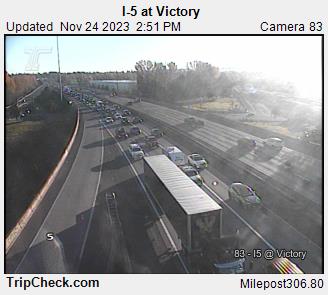 I-5 at Victory
Updated Nov 24 2023 2:51 PM Camera 83
S
83 - I5 @ Victory
TripCheck.com Milepost306.80